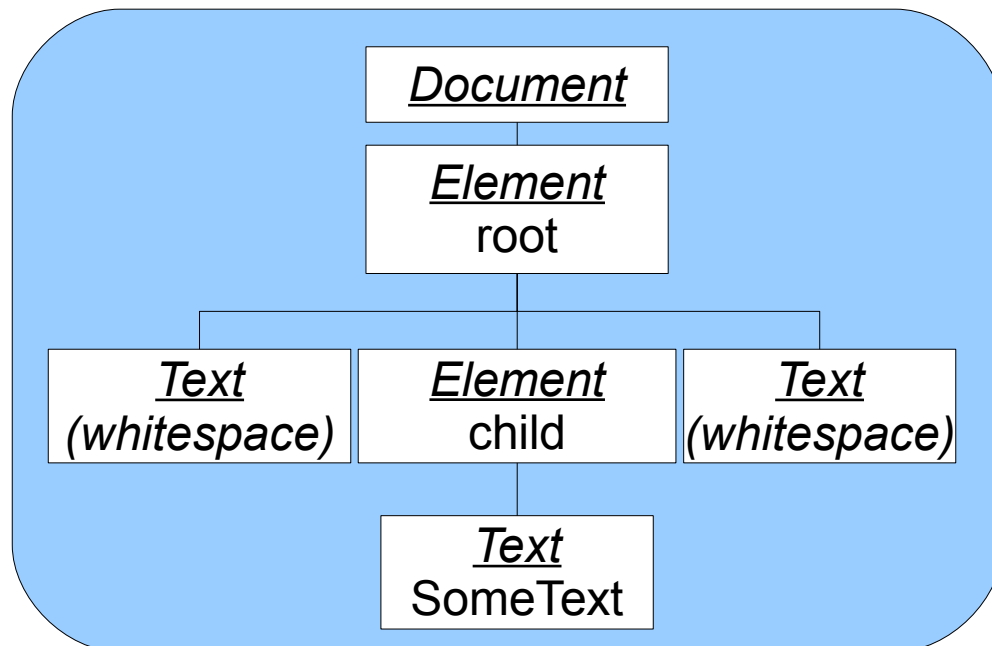 Document
Element
root
Text
(whitespace)
Element
child
Text
(whitespace)
Text
SomeText